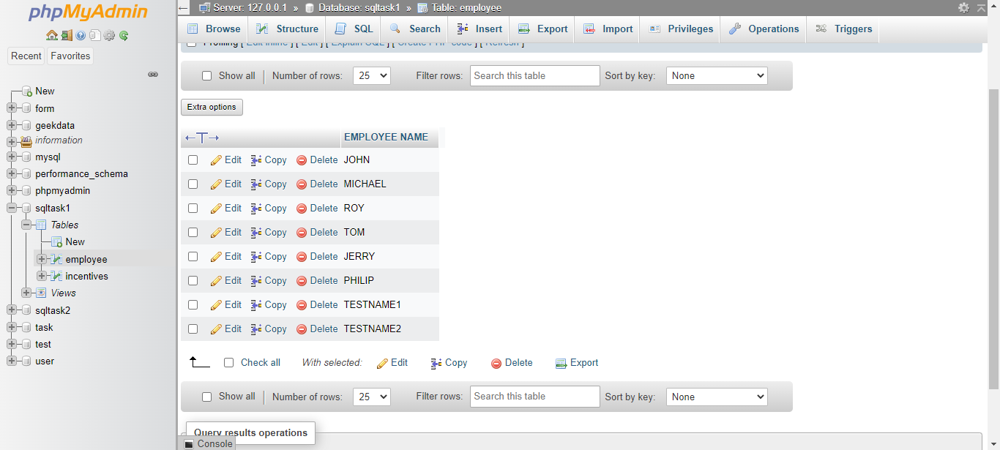 phpMyAdmin
Recent Favorites
New
form
geekdata
information
mysql
performance_schema
phpmyadmin
sqltask1
Tables
New
employee
incentives
Views
sqltask2
task
test
user
Server: 127.0.0.1 » Database: sqltask1 » Table: employee
Browse Structure SQL Search Insert Export Import Privileges Operations Triggers
Profiling [ Edit inline ] [ Edit ] [ Explain SQL ] [ Create PHP code ] [ Refresh ]
Show all Number of rows: 25 Filter rows: Search this table Sort by key: None
Extra options
←T→ EMPLOYEE NAME
Edit Copy Delete JOHN
Edit Copy Delete MICHAEL
Edit Copy Delete ROY
Edit Copy Delete TOM
Edit Copy Delete JERRY
Edit Copy Delete PHILIP
Edit Copy Delete TESTNAME1
Edit Copy Delete TESTNAME2
Check all With selected: Edit Copy Delete Export
Show all Number of rows: 25 Filter rows: Search this table Sort by key: None
Query results operations
Console